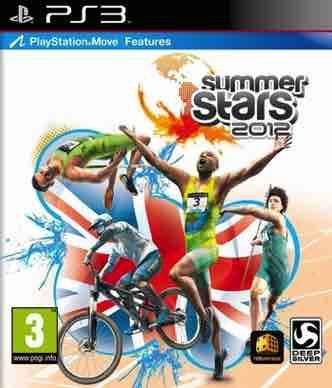 PS3
PlayStation®Move Features
summer
stars
2012
3
3
www.pegi.info
DEEP
SILVER